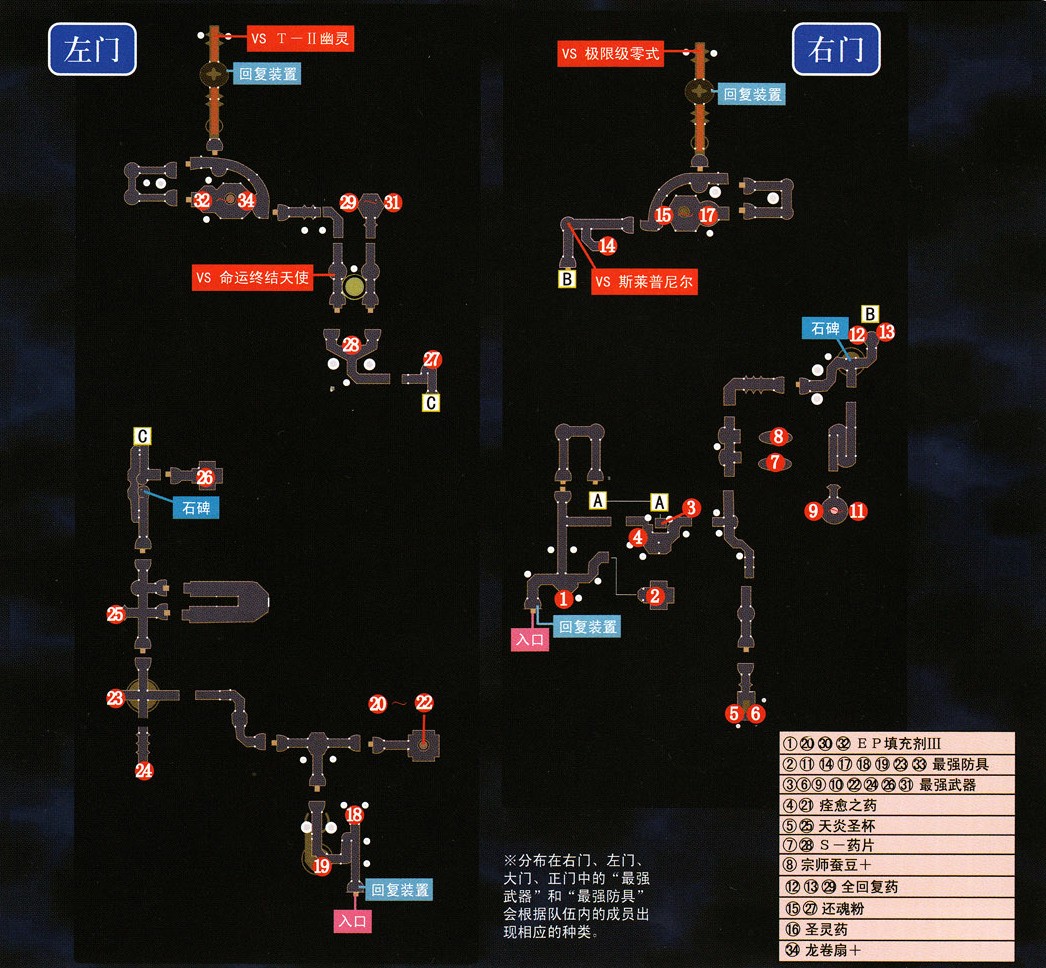 左门
VS T－Ⅱ幽灵
回复装置
32 ～ 34
29 ～ 31
VS 命运终结天使
28
27
C
C
26
石碑
25
23
24
20 ～ 22
18
19
回复装置
入口
右门
VS 极限级零式
回复装置
15 ～ 17
14
B
VS 斯莱普尼尔
B
石碑
12
13
8
7
9
11
A
A
3
4
1
2
回复装置
入口
5
6
①⑳㉚㉜ ＥＰ填充剂Ⅲ
②⑪⑭⑰⑱⑲㉓㉝ 最强防具
③⑥⑨⑩㉒㉔㉖㉛ 最强武器
④㉑ 痊愈之药
⑤㉕ 天炎圣杯
⑦㉘ Ｓ－药片
⑧ 宗师蚕豆＋
⑫⑬㉙ 全回复药
⑮㉗ 还魂粉
⑯ 圣灵药
㉞ 龙卷扇＋
※分布在右门、左门、
大门、正门中的“最强
武器”和“最强防具”
会根据队伍内的成员出
现相应的种类。